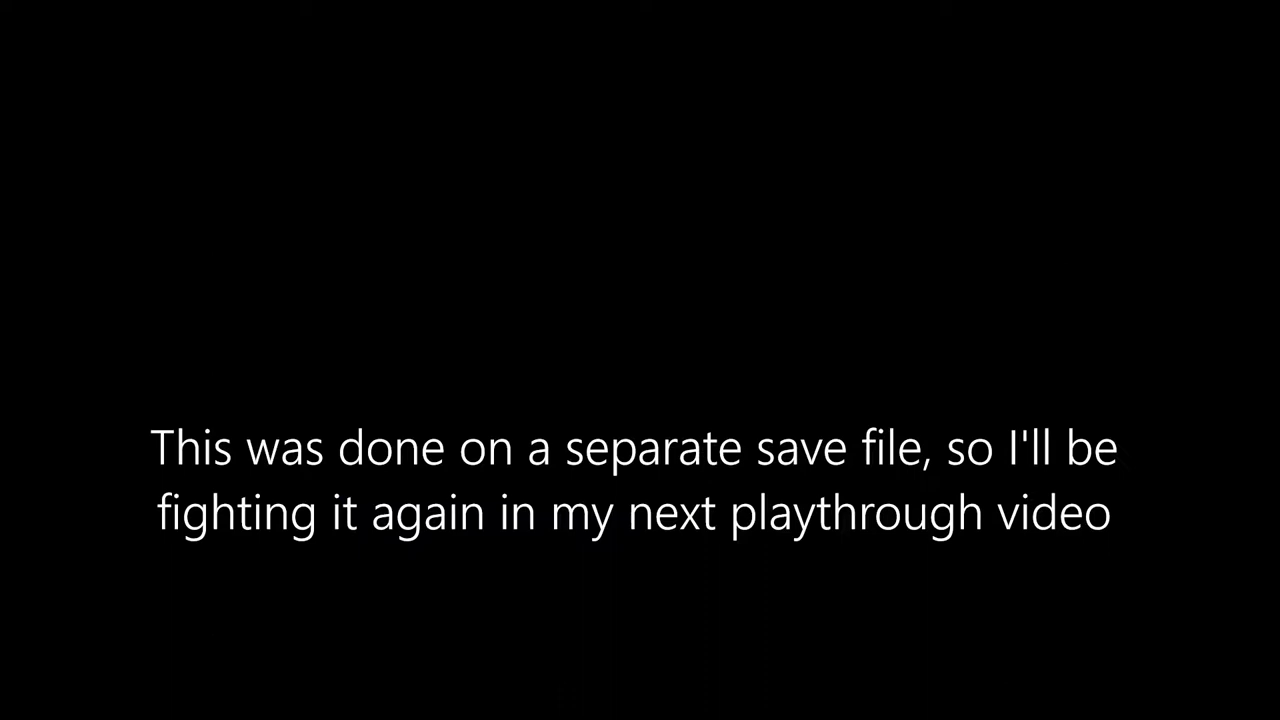 This was done on a separate save file, so I'll be
fighting it again in my next playthrough video